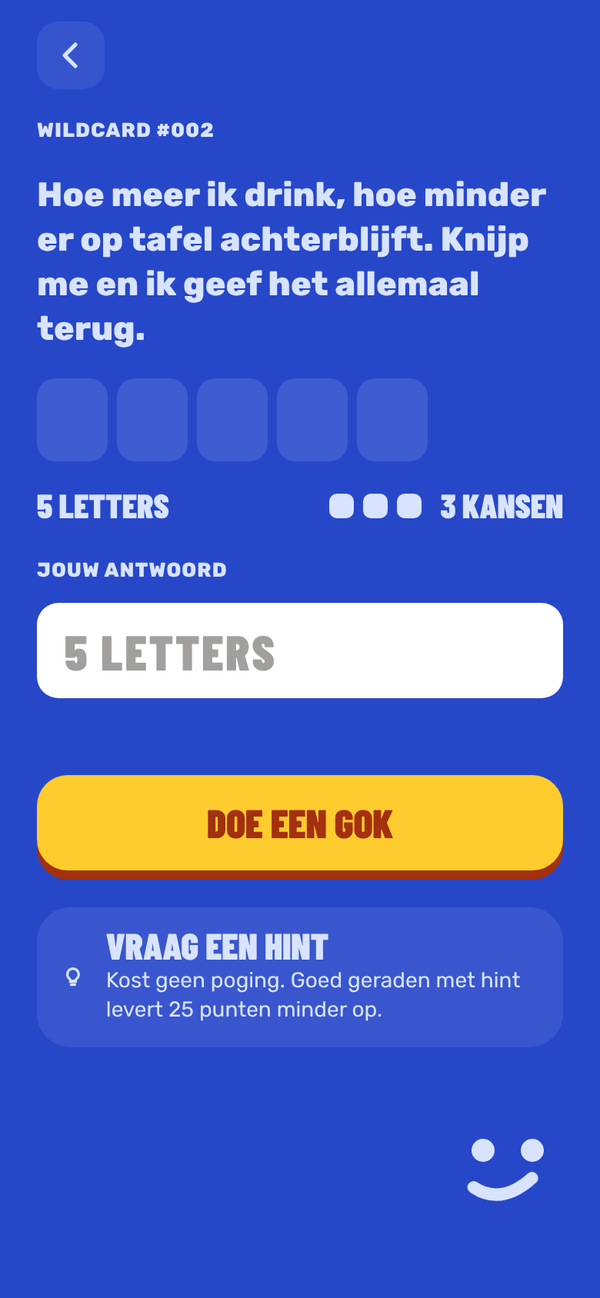 WILDCARD #002
Hoe meer ik drink, hoe minder
er op tafel achterblijft. Knijp
me en ik geef het allemaal
terug.
5 LETTERS
3 KANSEN
JOUW ANTWOORD
5 LETTERS
DOE EEN GOK
VRAAG EEN HINT
Kost geen poging. Goed geraden met hint
levert 25 punten minder op.